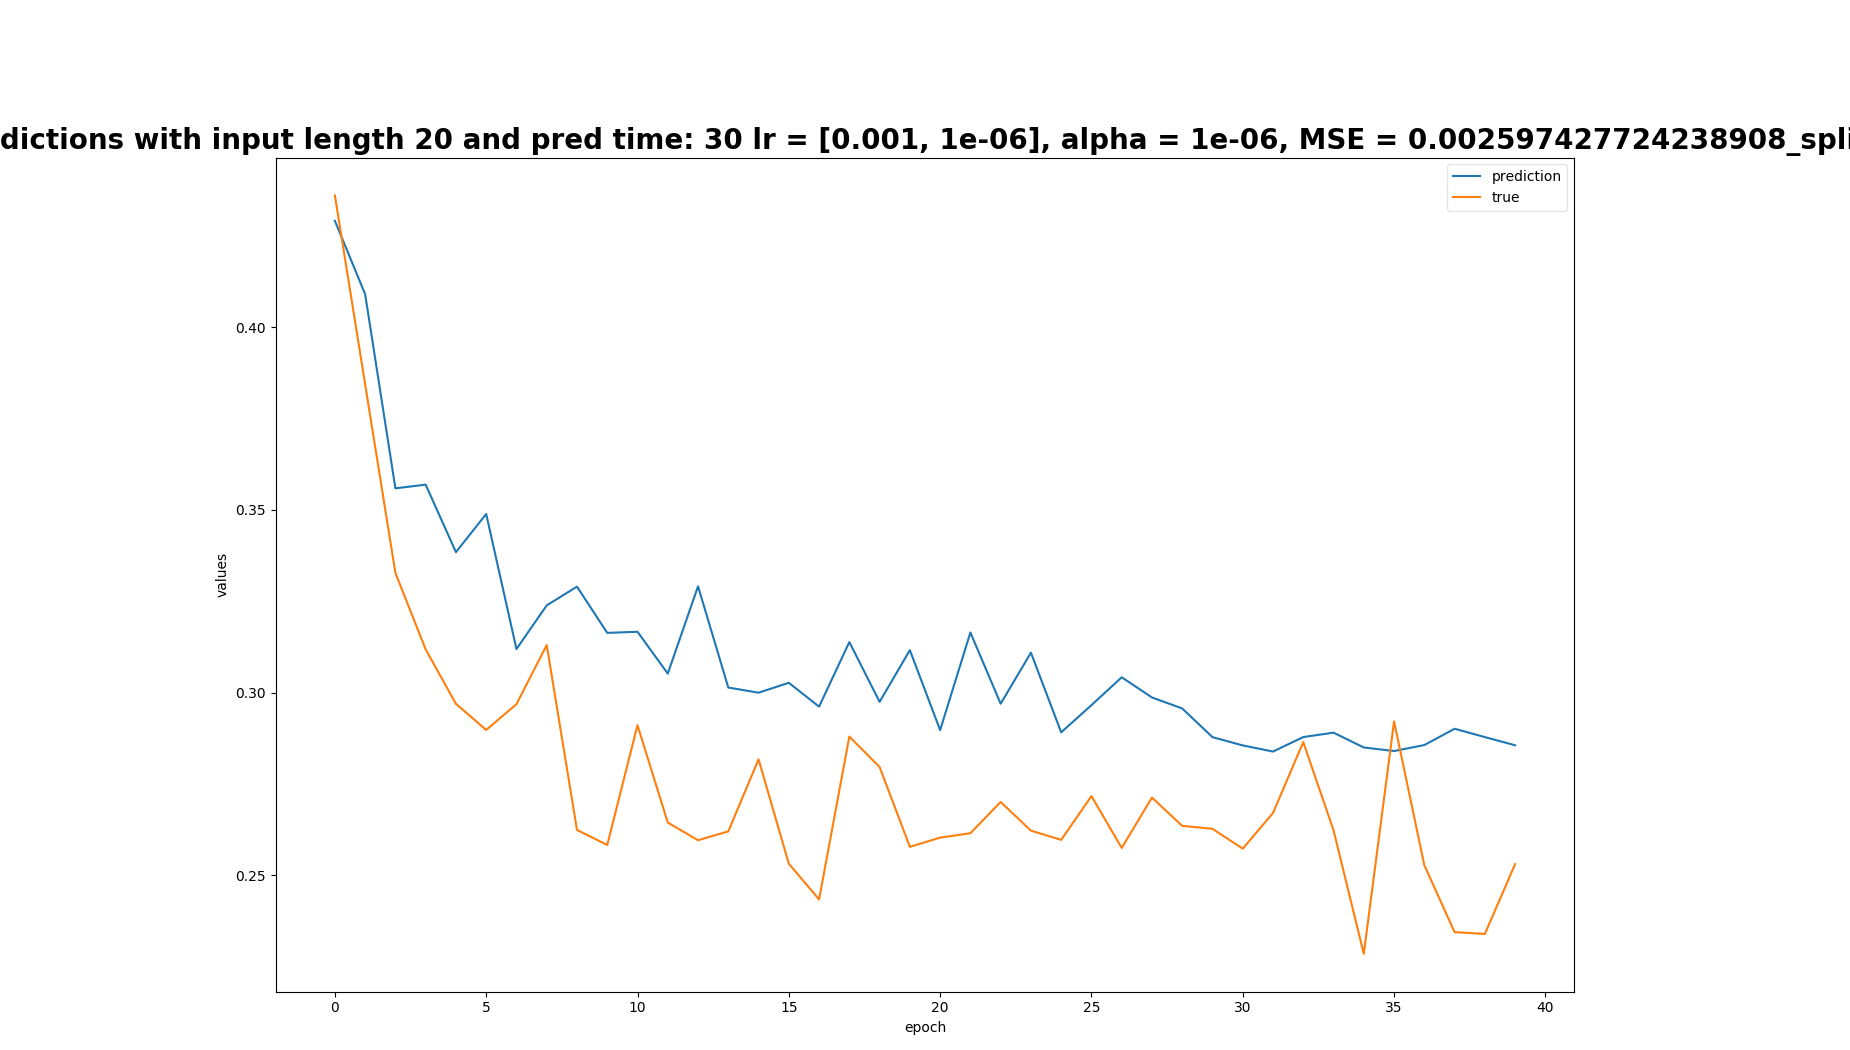 dictions with input length 20 and pred time: 30 lr = [0.001, 1e-06], alpha = 1e-06, MSE = 0.002597427724238908_spli
prediction
true
0.40
0.35
0.30
0.25
values
0 5 10 15 20 25 30 35 40
epoch